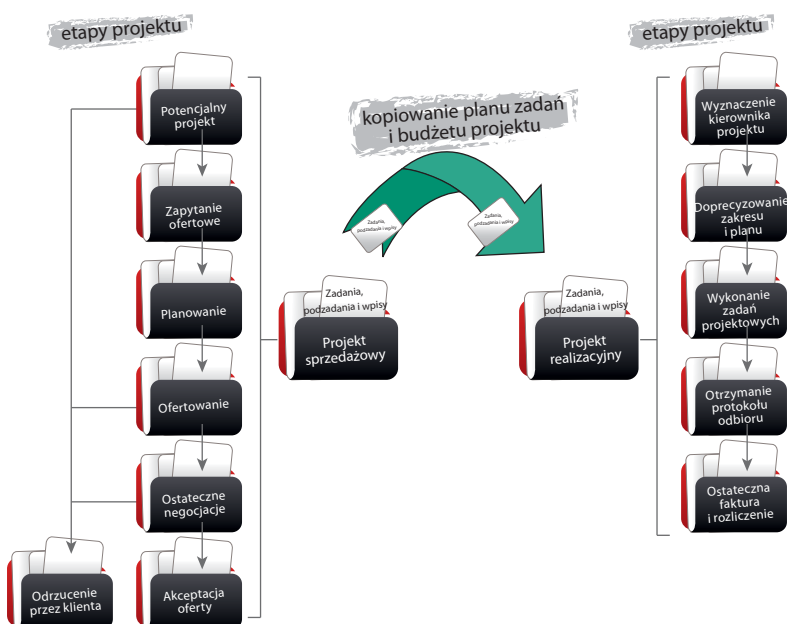 etapy projektu
Potencjalny
projekt
Zapytanie
ofertowe
Planowanie
Ofertowanie
Ostateczne
negocjacje
Odrzucenie
przez klienta
Akceptacja
oferty
kopiowanie planu zadań
i budżetu projektu
Zadania,
podzadania i wpisy
Zadania,
podzadania i wpisy
Zadania,
podzadania i wpisy
Projekt
sprzedażowy
Zadania,
podzadania i wpisy
Projekt
realizacyjny
etapy projektu
Wyznaczenie
kierownika
projektu
Doprecyzowanie
zakresu
i planu
Wykonanie
zadań
projektowych
Otrzymanie
protokołu
odbioru
Ostateczna
faktura
i rozliczenie